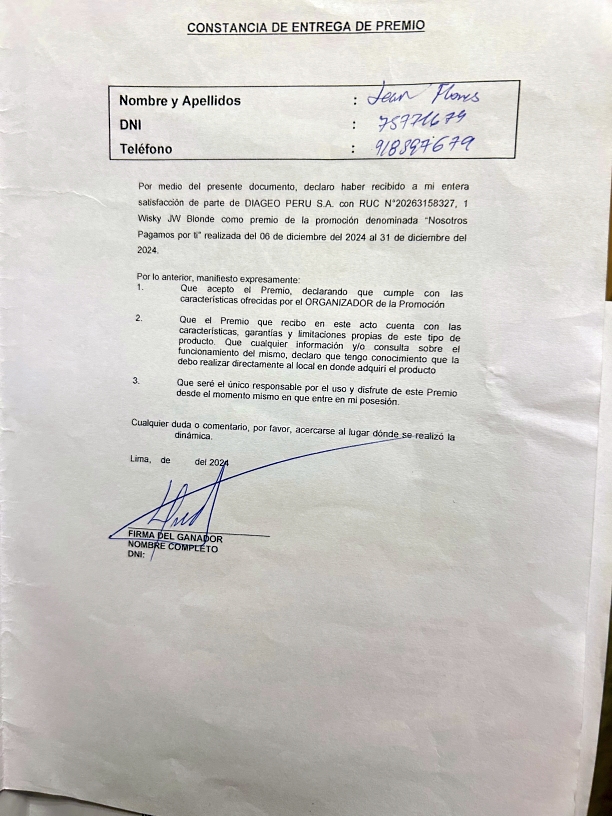 CONSTANCIA DE ENTREGA DE PREMIO
Nombre y Apellidos : Jean Flores
DNI : 75771679
Teléfono : 918597679
Por medio del presente documento, declaro haber recibido a mi entera
satisfacción de parte de DIAGEO PERU S.A. con RUC N°20263158327, 1
Wisky JW Blonde como premio de la promoción denominada "Nosotros
Pagamos por ti" realizada del 06 de diciembre del 2024 al 31 de diciembre del
2024.
Por lo anterior, manifiesto expresamente:
1. Que acepto el Premio, declarando que cumple con las
características ofrecidas por el ORGANIZADOR de la Promoción
2. Que el Premio que recibo en este acto cuenta con las
características, garantías y limitaciones propias de este tipo de
producto. Que cualquier información y/o consulta sobre el
funcionamiento del mismo, declaro que tengo conocimiento que la
debo realizar directamente al local en donde adquirí el producto
3. Que seré el único responsable por el uso y disfrute de este Premio
desde el momento mismo en que entre en mi posesión.
Cualquier duda o comentario, por favor, acercarse al lugar dónde se realizó la
dinámica.
Lima, de del 2024
FIRMA DEL GANADOR
NOMBRE COMPLETO
DNI: